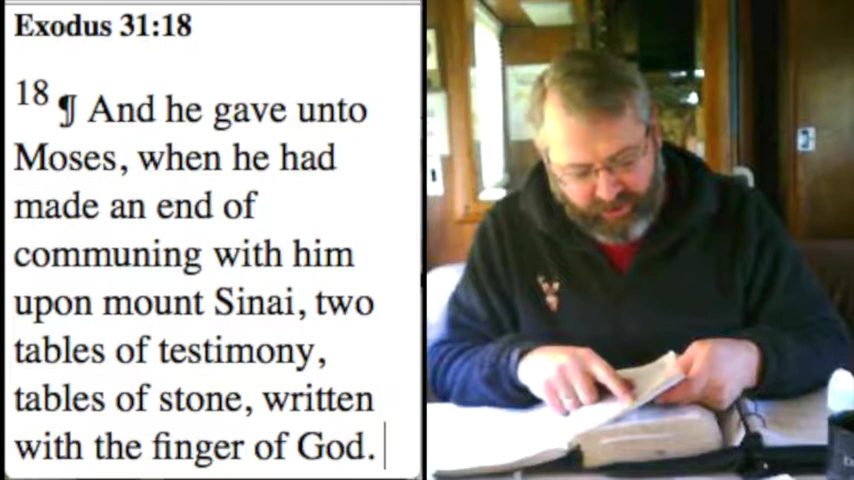 Exodus 31:18
18 ¶ And he gave unto
Moses, when he had
made an end of
communing with him
upon mount Sinai, two
tables of testimony,
tables of stone, written
with the finger of God.